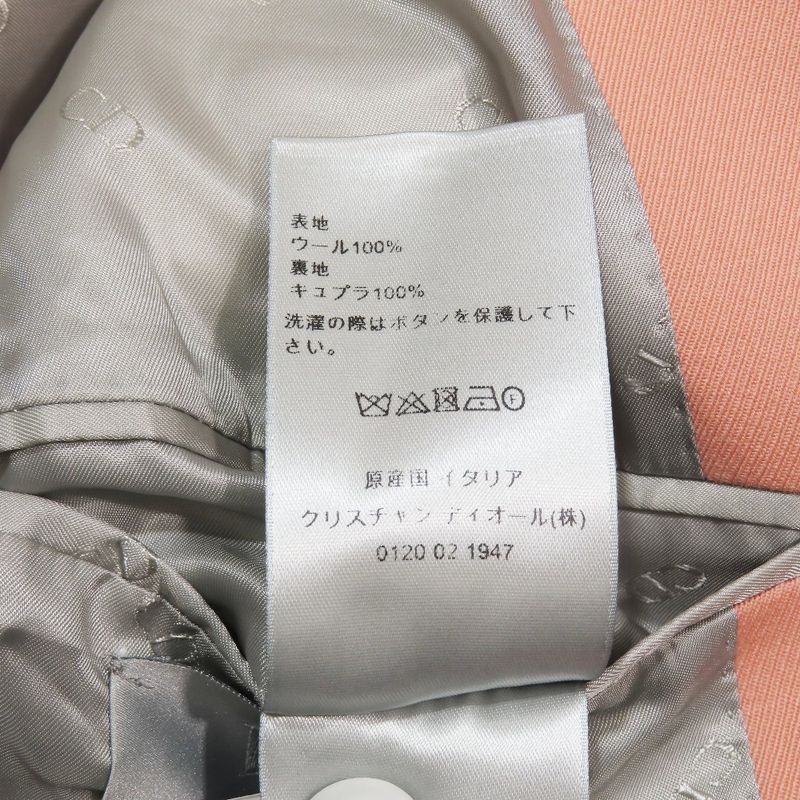 表地
ウール100%
裏地
キュプラ100%
洗濯の際はボタンを保護して下
さい。
F
原産国 イタリア
クリスチャン ディオール(株)
0120 02 1947